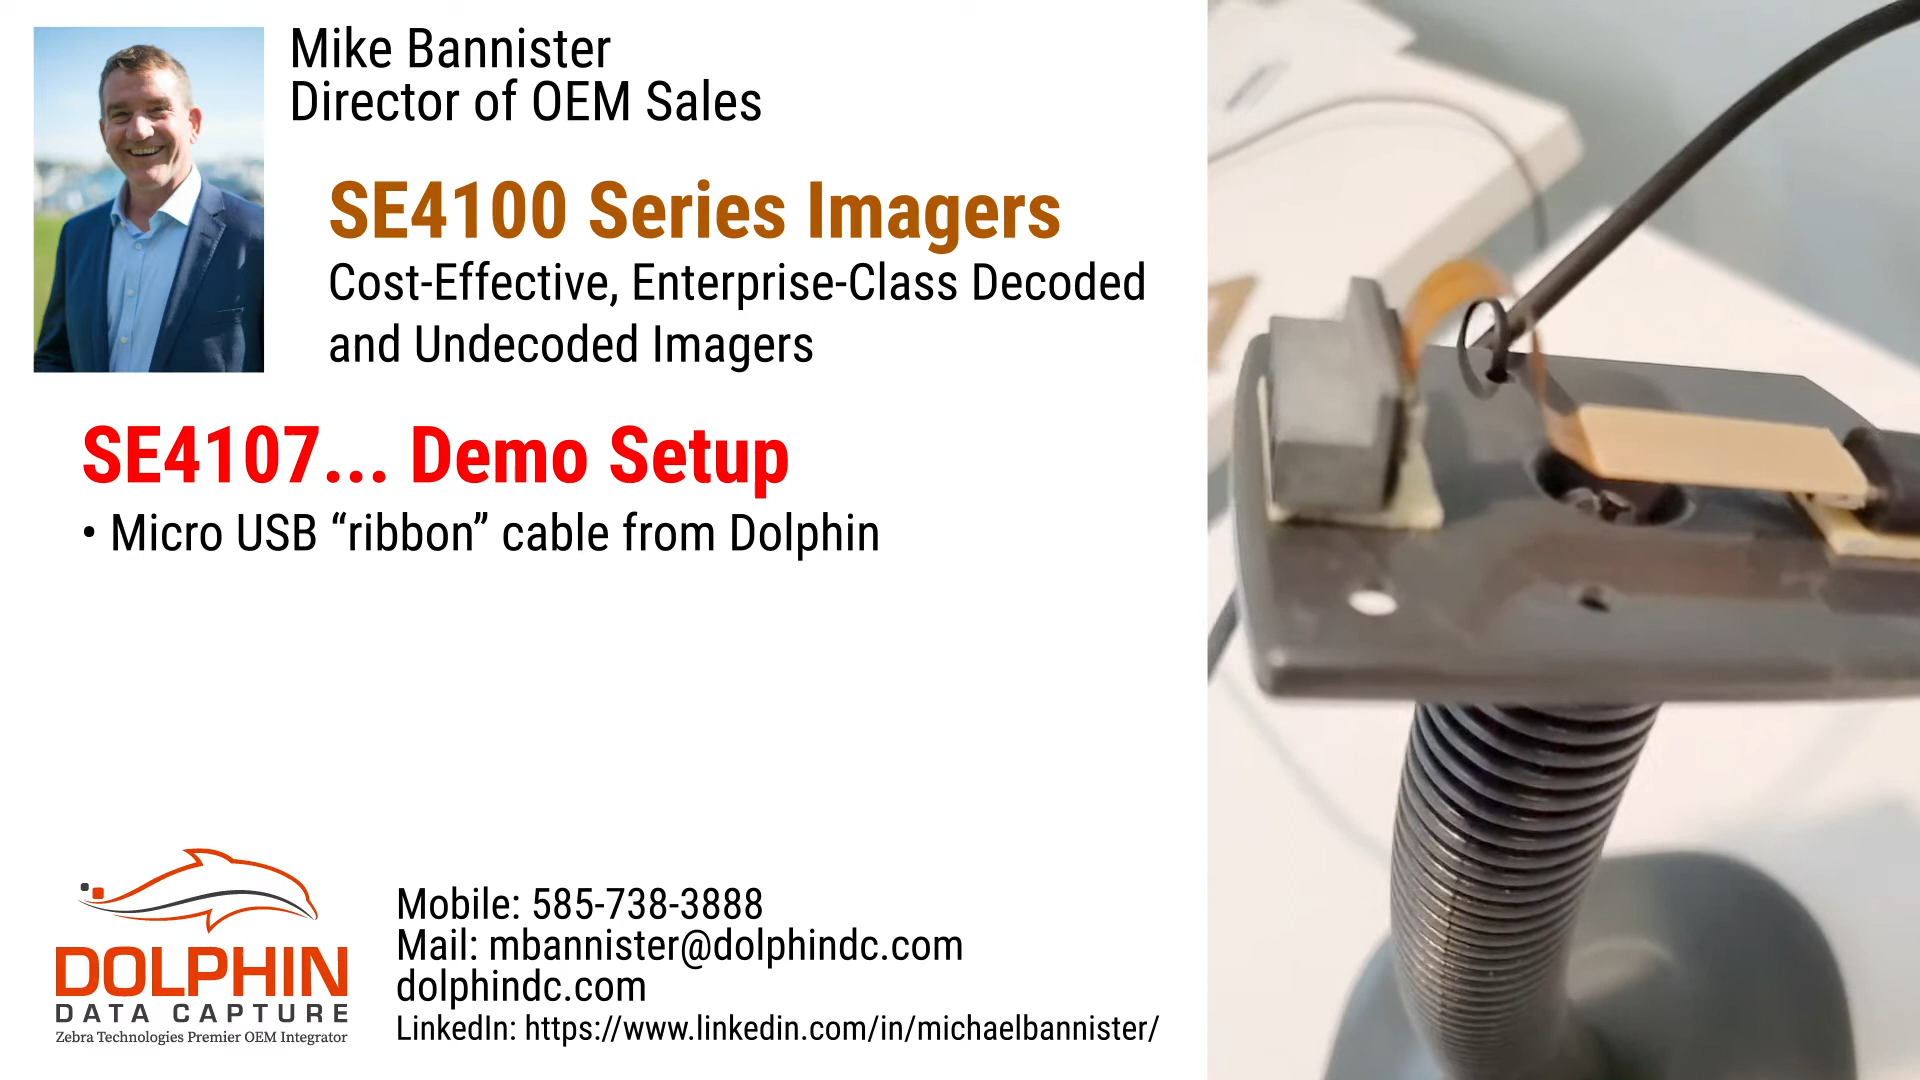 Mike Bannister
Director of OEM Sales
SE4100 Series Imagers
Cost-Effective, Enterprise-Class Decoded
and Undecoded Imagers
SE4107... Demo Setup
• Micro USB “ribbon” cable from Dolphin
DOLPHIN
DATA CAPTURE
Zebra Technologies Premier OEM Integrator
Mobile: 585-738-3888
Mail: mbannister@dolphindc.com
dolphindc.com
LinkedIn: https://www.linkedin.com/in/michaelbannister/